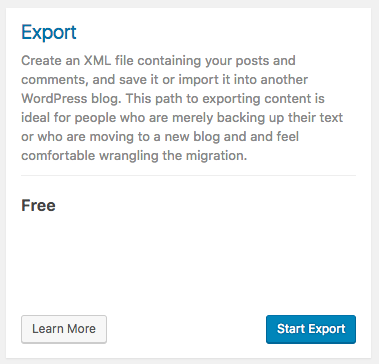 Export
Create an XML file containing your posts and
comments, and save it or import it into another
WordPress blog. This path to exporting content is
ideal for people who are merely backing up their text
or who are moving to a new blog and and feel
comfortable wrangling the migration.
Free
Learn More
Start Export